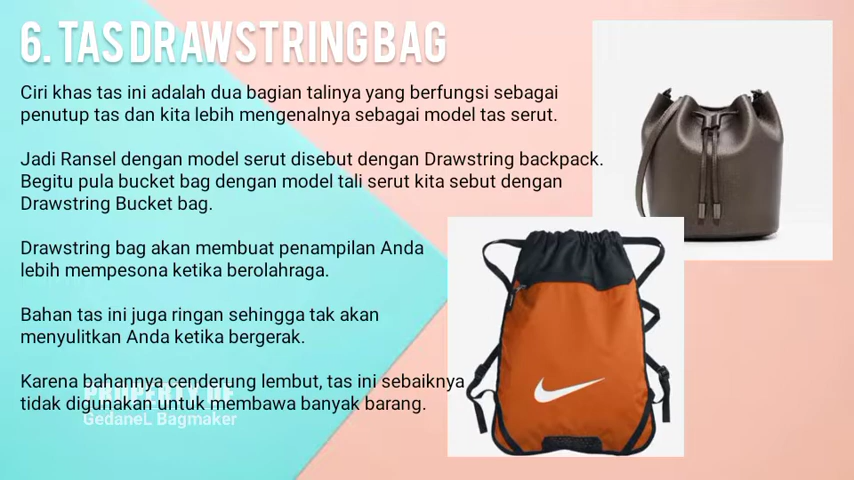 6. TAS DRAWSTRING BAG
Ciri khas tas ini adalah dua bagian talinya yang berfungsi sebagai
penutup tas dan kita lebih mengenalnya sebagai model tas serut.
Jadi Ransel dengan model serut disebut dengan Drawstring backpack.
Begitu pula bucket bag dengan model tali serut kita sebut dengan
Drawstring Bucket bag.
Drawstring bag akan membuat penampilan Anda
lebih mempesona ketika berolahraga.
Bahan tas ini juga ringan sehingga tak akan
menyulitkan Anda ketika bergerak.
Karena bahannya cenderung lembut, tas ini sebaiknya
tidak digunakan untuk membawa banyak barang.
PROPERTY OF
GedaneL Bagmaker